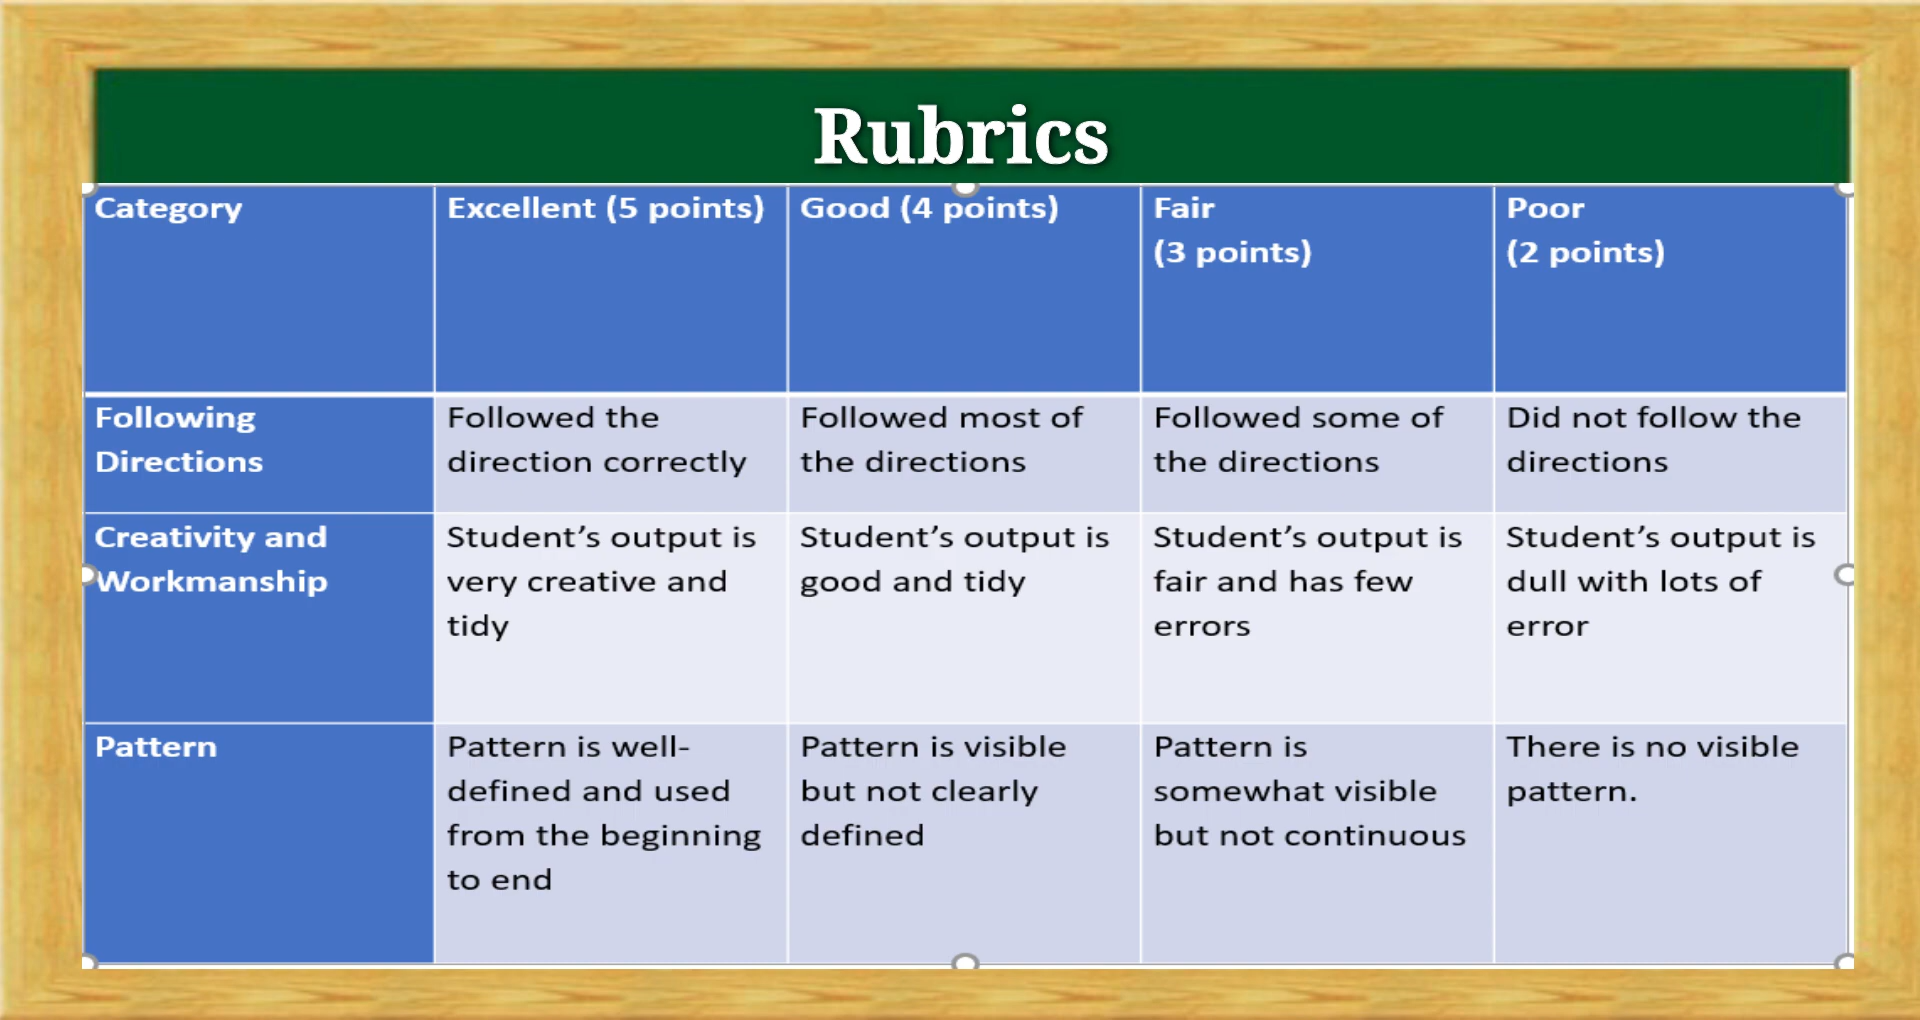 Rubrics
Category
Excellent (5 points)
Good (4 points)
Fair
(3 points)
Poor
(2 points)
Following
Directions
Followed the
direction correctly
Followed most of
the directions
Followed some of
the directions
Did not follow the
directions
Creativity and
Workmanship
Student’s output is
very creative and
tidy
Student’s output is
good and tidy
Student’s output is
fair and has few
errors
Student’s output is
dull with lots of
error
Pattern
Pattern is well-
defined and used
from the beginning
to end
Pattern is visible
but not clearly
defined
Pattern is
somewhat visible
but not continuous
There is no visible
pattern.